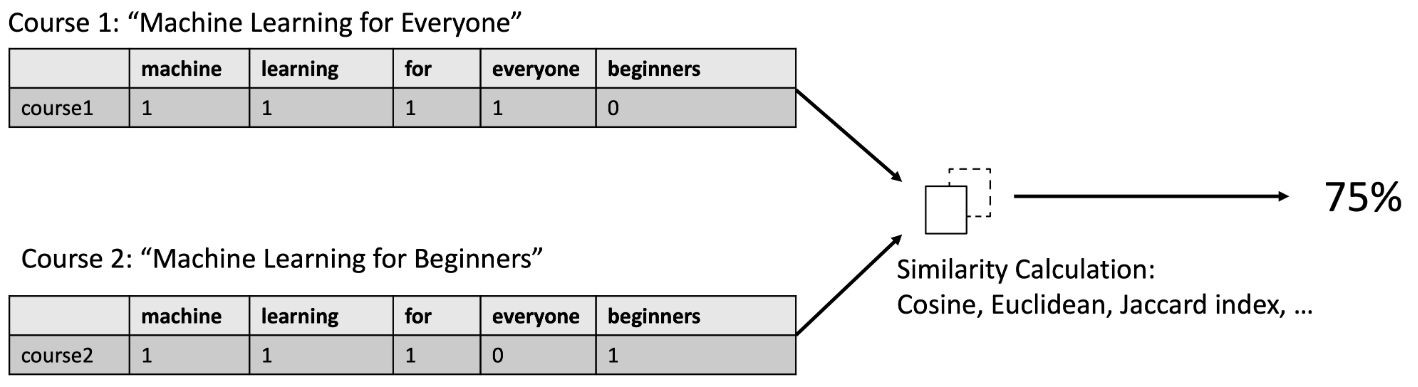 Course 1: “Machine Learning for Everyone”
machine learning for everyone beginners
course1 1 1 1 1 0
75%
Course 2: “Machine Learning for Beginners”
Similarity Calculation:
Cosine, Euclidean, Jaccard index, ...
machine learning for everyone beginners
course2 1 1 1 0 1